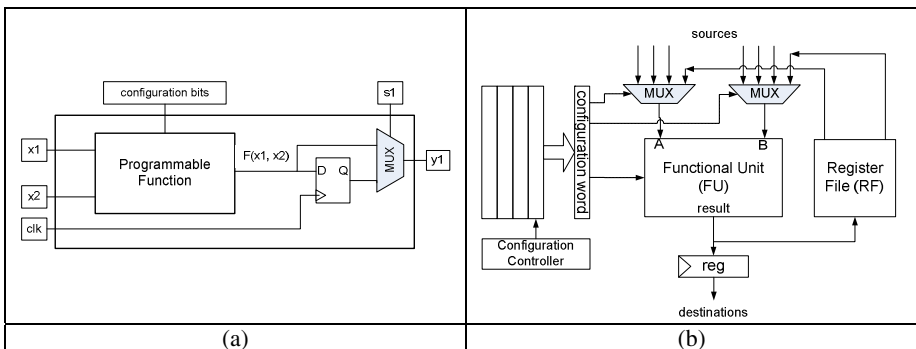 configuration bits
s1
x1
x2
clk
Programmable
Function
F(x1, x2)
D Q
MUX
y1
(a)
sources
MUX
MUX
configuration word
A
B
Functional Unit
(FU)
result
Register
File (RF)
Configuration
Controller
reg
destinations
(b)